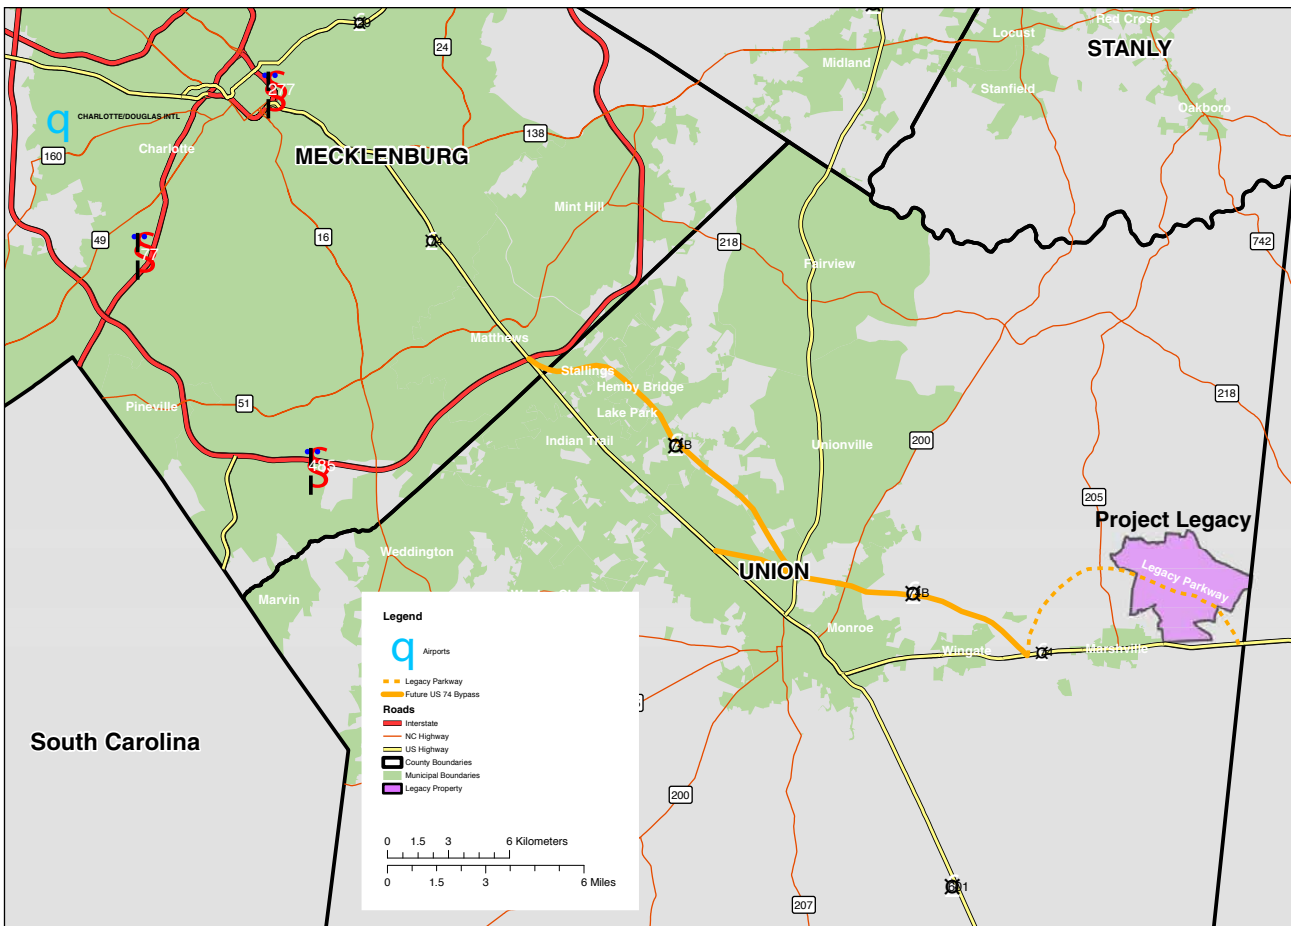 Red Cross
Locust
STANLY
24
Midland
Stanfield
277
Oakboro
CHARLOTTE/DOUGLAS INTL
138
Charlotte
160
MECKLENBURG
Mint Hill
49
16
218
742
Fairview
Matthews
Stallings
Hemby Bridge
218
Pineville
51
Lake Park
Indian Trail
Unionville
200
485
205
Project Legacy
Weddington
UNION
Legacy Parkway
Marvin
Monroe
Wingate
Marshville
Legend
Airports
Legacy Parkway
Future US 74 Bypass
Roads
Interstate
NC Highway
US Highway
County Boundaries
Municipal Boundaries
Legacy Property
South Carolina
200
0 1.5 3 6 Kilometers
0 1.5 3 6 Miles
207